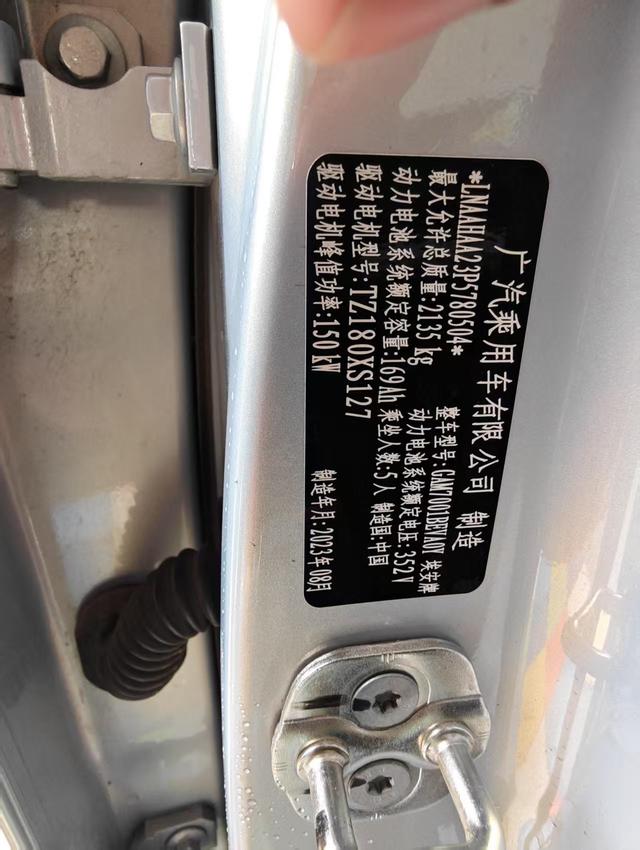 广汽乘用车有限公司 制造
*LNAAHAA23P5780504* 整车型号:GAM7001BEVA0Y 埃安牌
最大允许总质量:2135 kg 动力电池系统额定电压:352V
动力电池系统额定容量:169Ah 乘坐人数:5人 制造国:中国
驱动电机型号:TZ180XS127
驱动电机峰值功率:150 kW 制造年月:2023年08月